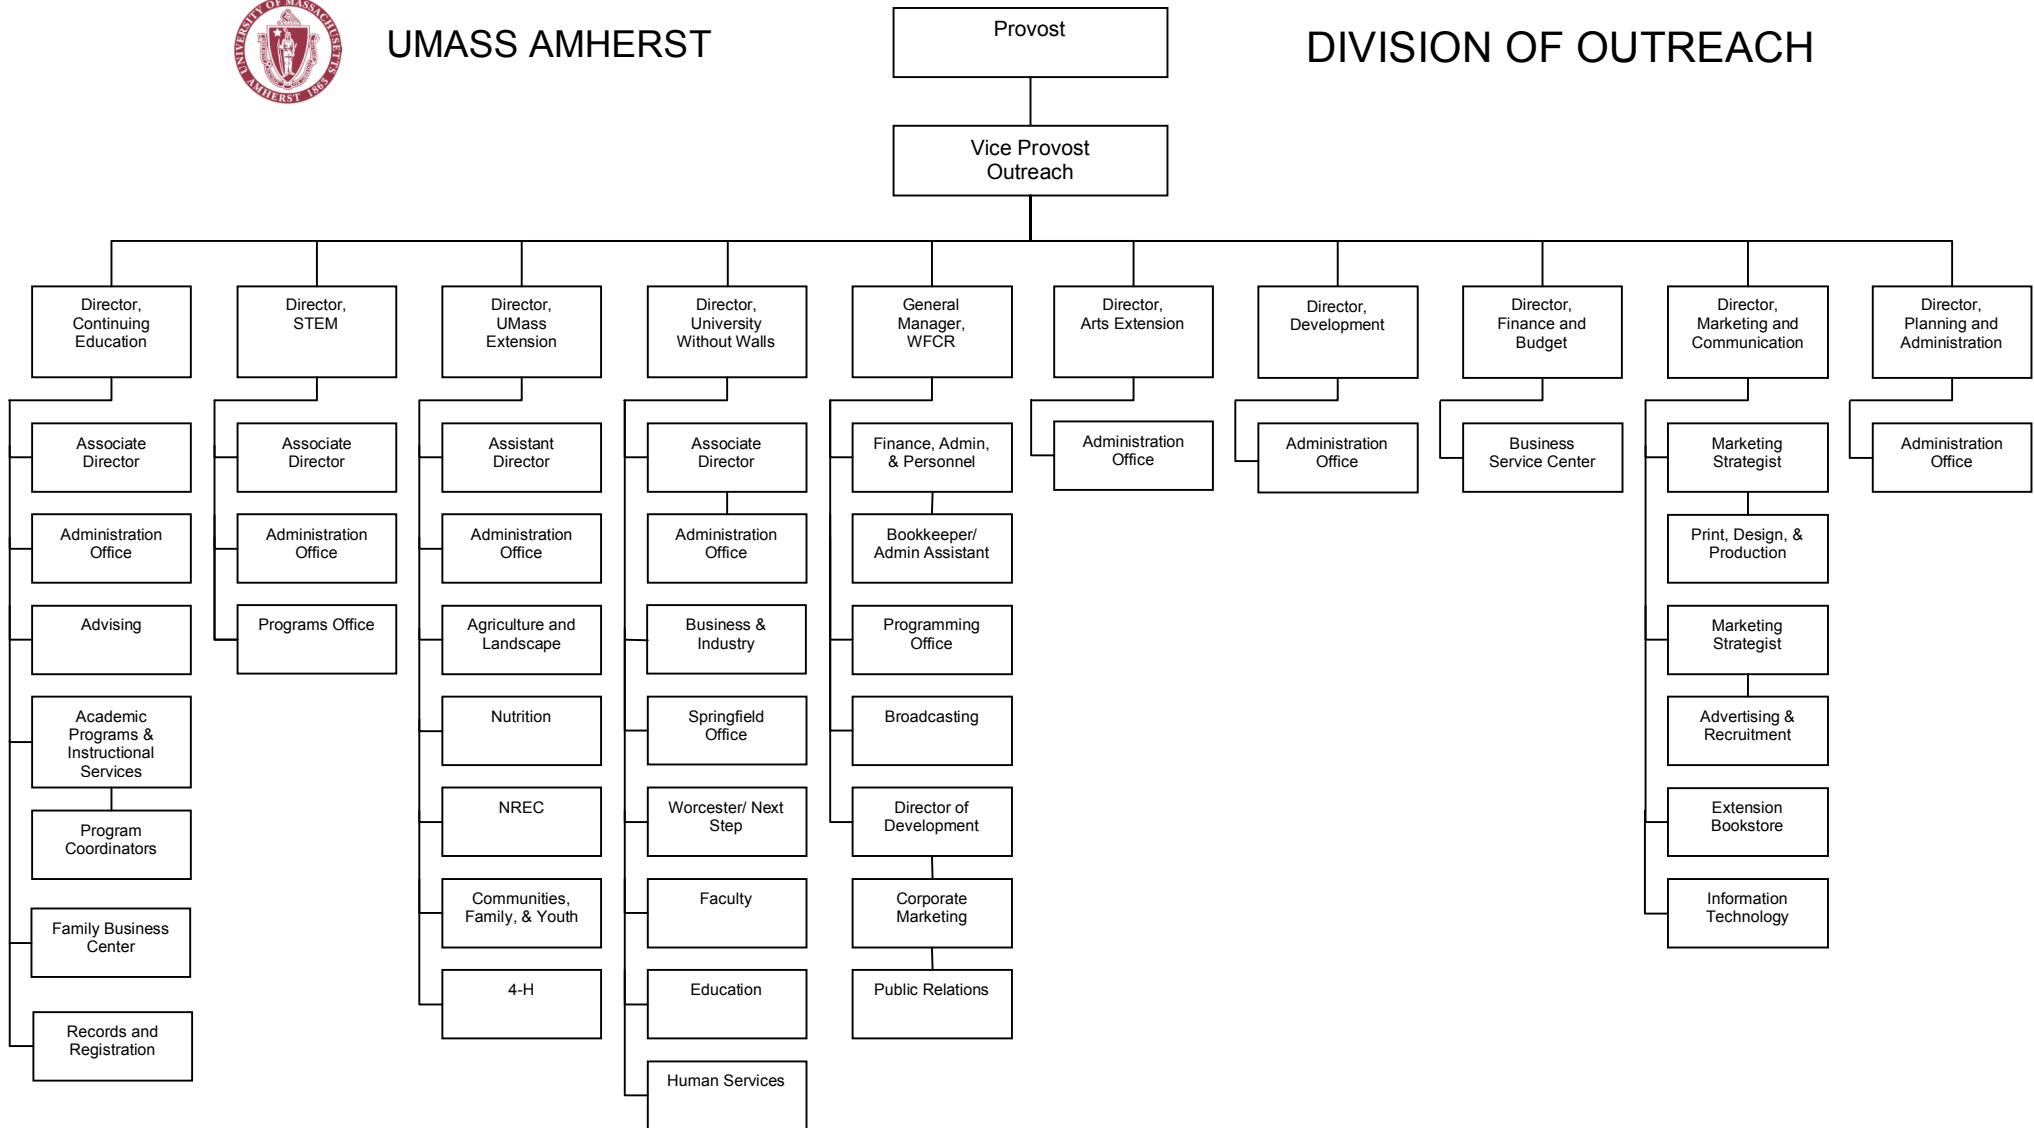 UNIVERSITY OF MASSACHUSETTS
AMHERST 1863
UMASS AMHERST
Provost
DIVISION OF OUTREACH
Vice Provost
Outreach
Director,
Continuing
Education
Director,
STEM
Director,
UMass
Extension
Director,
University
Without Walls
General
Manager,
WFCR
Director,
Arts Extension
Director,
Development
Director,
Finance and
Budget
Director,
Marketing and
Communication
Director,
Planning and
Administration
Associate
Director
Administration
Office
Advising
Academic
Programs &
Instructional
Services
Program
Coordinators
Family Business
Center
Records and
Registration
Associate
Director
Administration
Office
Programs Office
Assistant
Director
Administration
Office
Agriculture and
Landscape
Nutrition
NREC
Communities,
Family, & Youth
4-H
Associate
Director
Administration
Office
Business &
Industry
Springfield
Office
Worcester/ Next
Step
Faculty
Education
Human Services
Finance, Admin,
& Personnel
Bookkeeper/
Admin Assistant
Programming
Office
Broadcasting
Director of
Development
Corporate
Marketing
Public Relations
Administration
Office
Administration
Office
Business
Service Center
Marketing
Strategist
Print, Design, &
Production
Marketing
Strategist
Advertising &
Recruitment
Extension
Bookstore
Information
Technology
Administration
Office